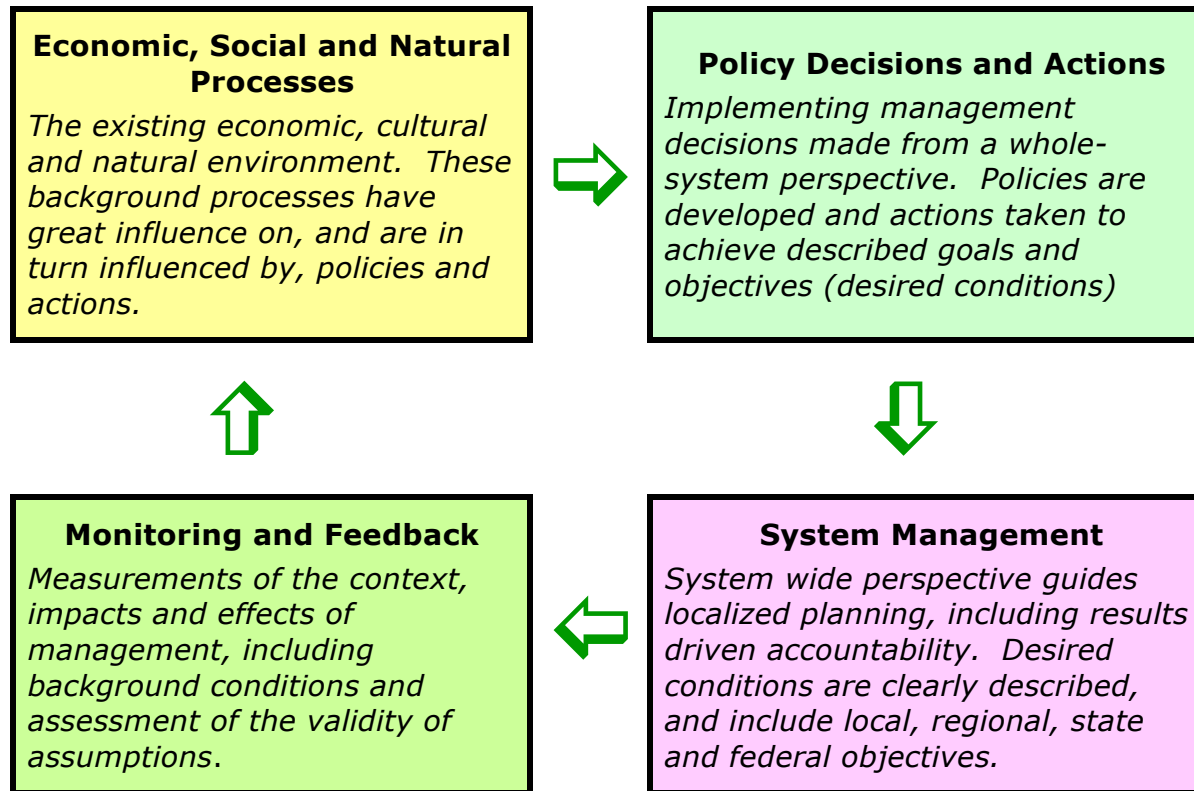 Economic, Social and Natural
Processes
The existing economic, cultural
and natural environment.  These
background processes have
great influence on, and are in
turn influenced by, policies and
actions.
Policy Decisions and Actions
Implementing management
decisions made from a whole-
system perspective.  Policies are
developed and actions taken to
achieve described goals and
objectives (desired conditions)
Monitoring and Feedback
Measurements of the context,
impacts and effects of
management, including
background conditions and
assessment of the validity of
assumptions.
System Management
System wide perspective guides
localized planning, including results
driven accountability.  Desired
conditions are clearly described,
and include local, regional, state
and federal objectives.